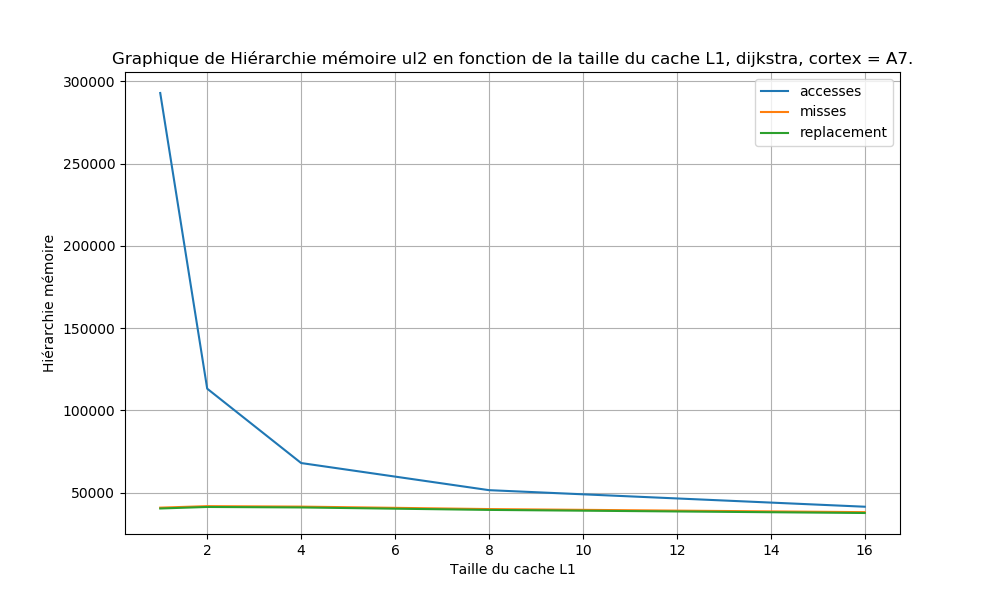 Graphique de Hiérarchie mémoire ul2 en fonction de la taille du cache L1, dijkstra, cortex = A7.
300000
250000
200000
150000
100000
50000
Hiérarchie mémoire
accesses
misses
replacement
2 4 6 8 10 12 14 16
Taille du cache L1